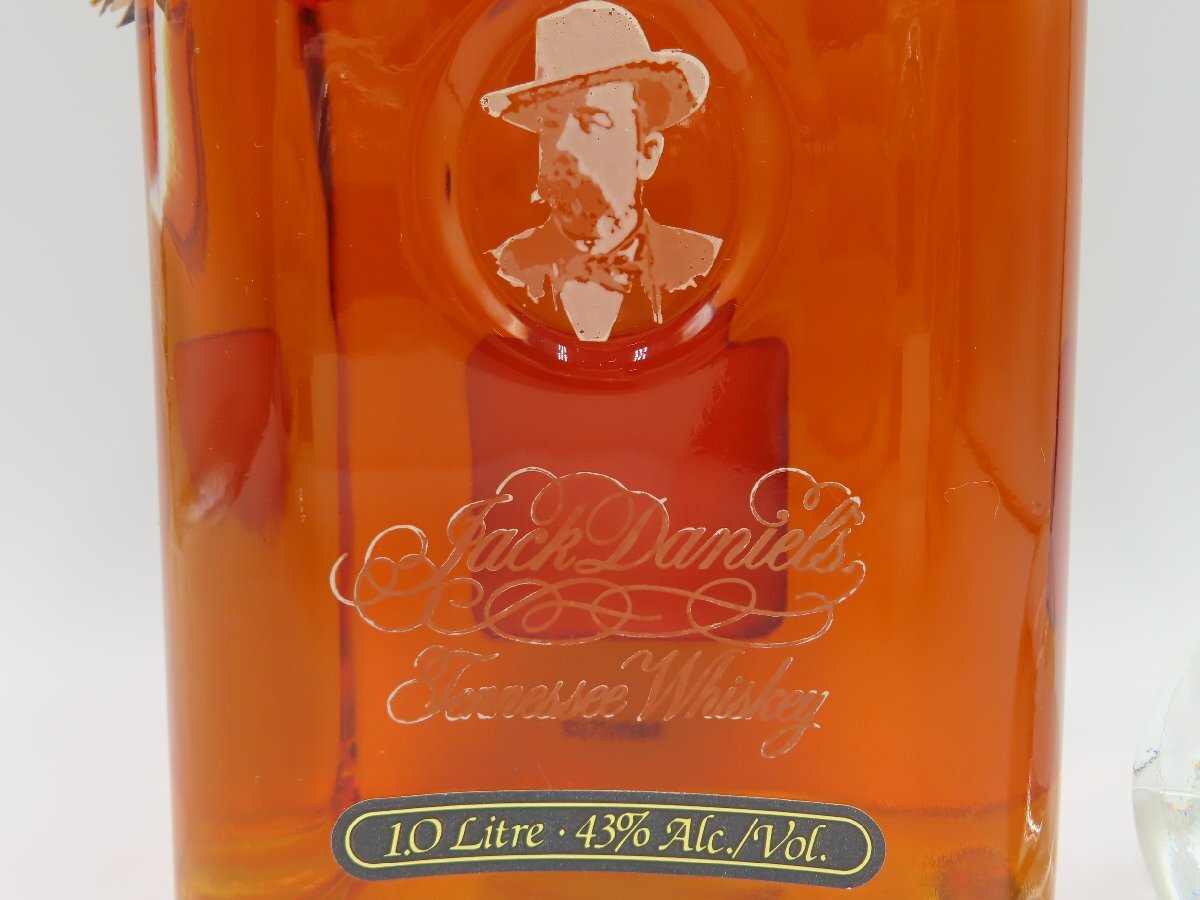 Jack Daniel's.
Tennessee Whiskey
1.0 Litre · 43% Alc./Vol.